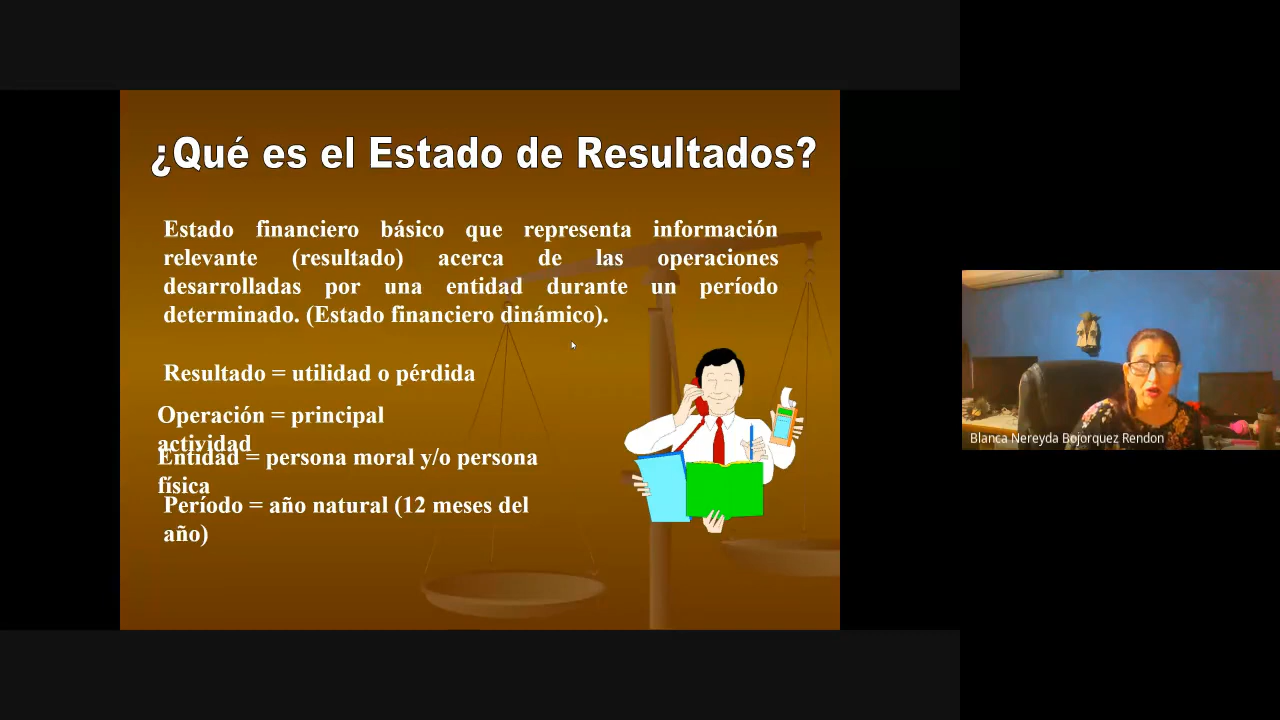 ¿Qué es el Estado de Resultados?
Estado financiero básico que representa información
relevante (resultado) acerca de las operaciones
desarrolladas por una entidad durante un período
determinado. (Estado financiero dinámico).
Resultado = utilidad o pérdida
Operación = principal
actividad
Entidad = persona moral y/o persona
física
Período = año natural (12 meses del
año)
Blanca Nereyda Bojorquez Rendon